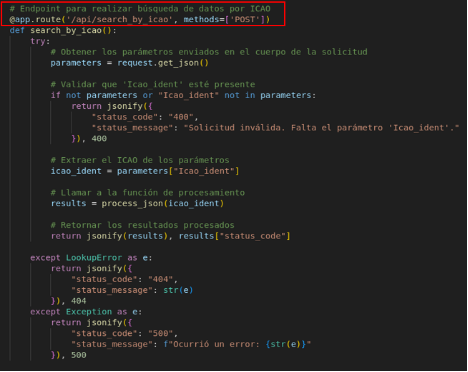 # Endpoint para realizar búsqueda de datos por ICAO
@app.route('/api/search_by_icao', methods=['POST'])
def search_by_icao():
    try:
        # Obtener los parámetros enviados en el cuerpo de la solicitud
        parameters = request.get_json()

        # Validar que 'Icao_ident' esté presente
        if not parameters or "Icao_ident" not in parameters:
            return jsonify({
                "status_code": "400",
                "status_message": "Solicitud inválida. Falta el parámetro 'Icao_ident'."
            }), 400

        # Extraer el ICAO de los parámetros
        icao_ident = parameters["Icao_ident"]

        # Llamar a la función de procesamiento
        results = process_json(icao_ident)

        # Retornar los resultados procesados
        return jsonify(results), results["status_code"]

    except LookupError as e:
        return jsonify({
            "status_code": "404",
            "status_message": str(e)
        }), 404
    except Exception as e:
        return jsonify({
            "status_code": "500",
            "status_message": f"Ocurrió un error: {str(e)}"
        }), 500